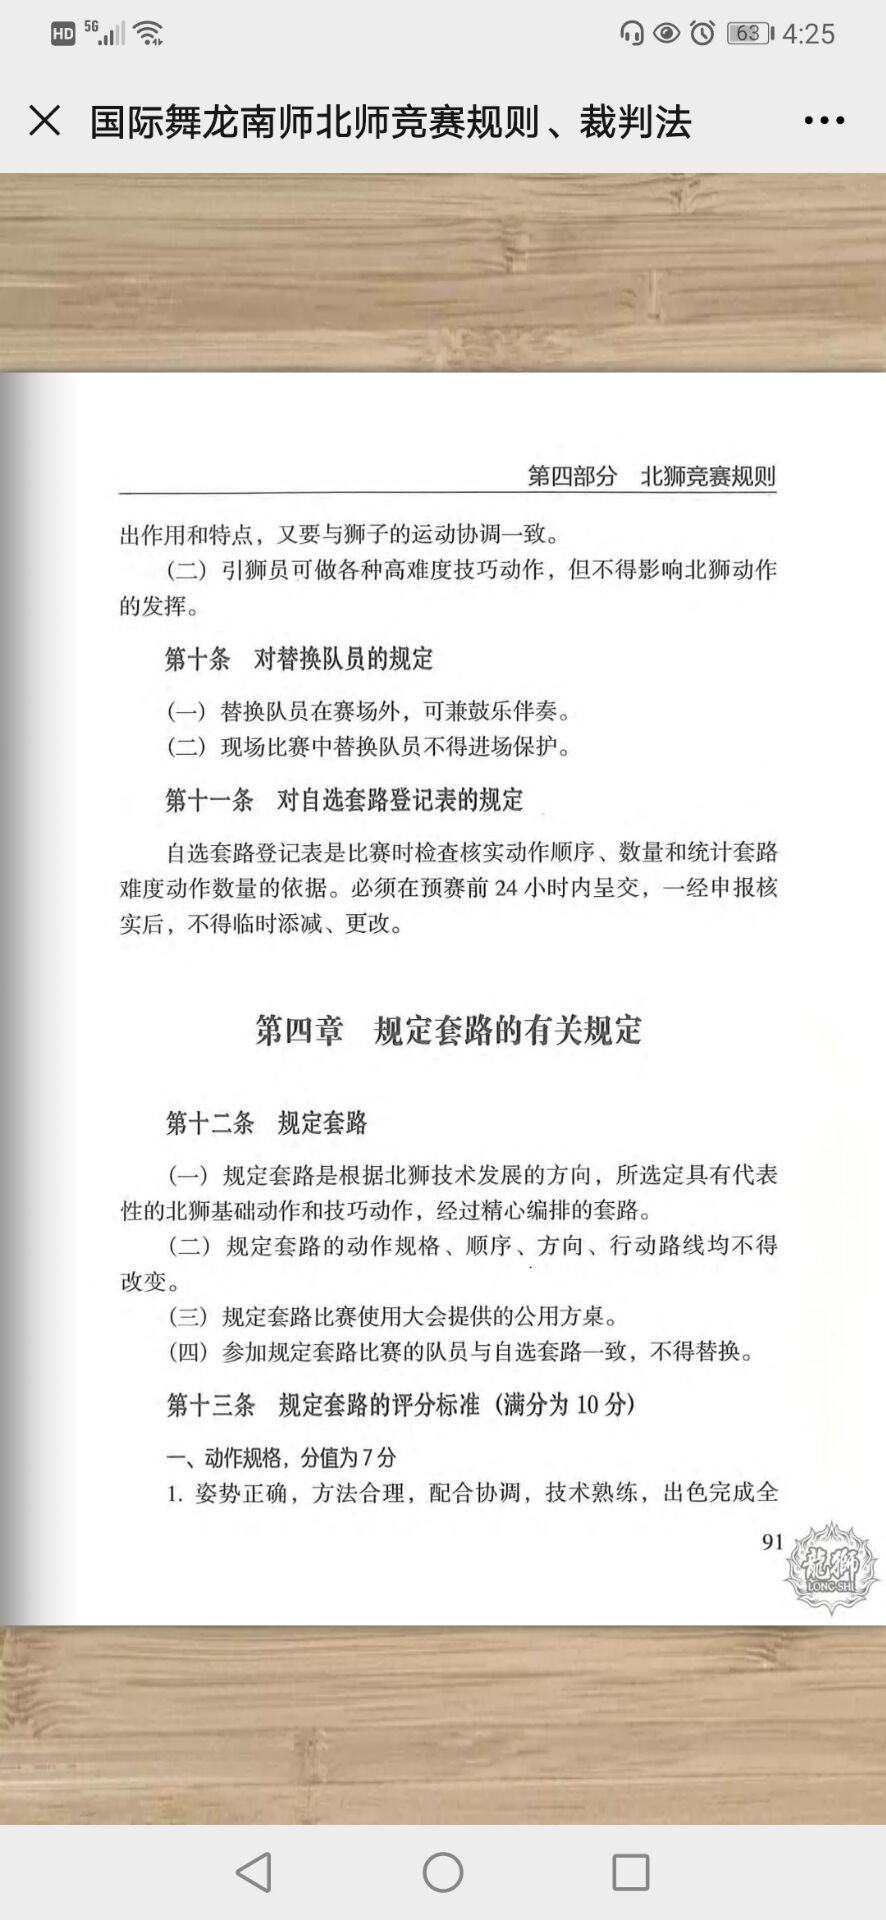 HD 5G 63 4:25
国际舞龙南师北师竞赛规则、裁判法
第四部分 北狮竞赛规则
出作用和特点，又要与狮子的运动协调一致。
（二）引狮员可做各种高难度技巧动作，但不得影响北狮动作
的发挥。
第十条 对替换队员的规定
（一）替换队员在赛场外，可兼鼓乐伴奏。
（二）现场比赛中替换队员不得进场保护。
第十一条 对自选套路登记表的规定
自选套路登记表是比赛时检查核实动作顺序、数量和统计套路
难度动作数量的依据。必须在预赛前 24 小时内呈交，一经申报核
实后，不得临时添减、更改。
第四章 规定套路的有关规定
第十二条 规定套路
（一）规定套路是根据北狮技术发展的方向，所选定具有代表
性的北狮基础动作和技巧动作，经过精心编排的套路。
（二）规定套路的动作规格、顺序、方向、行动路线均不得
改变。
（三）规定套路比赛使用大会提供的公用方桌。
（四）参加规定套路比赛的队员与自选套路一致，不得替换。
第十三条 规定套路的评分标准（满分为 10 分）
一、动作规格，分值为 7 分
1. 姿势正确，方法合理，配合协调，技术熟练，出色完成全
91
龍獅
LONG-SHI